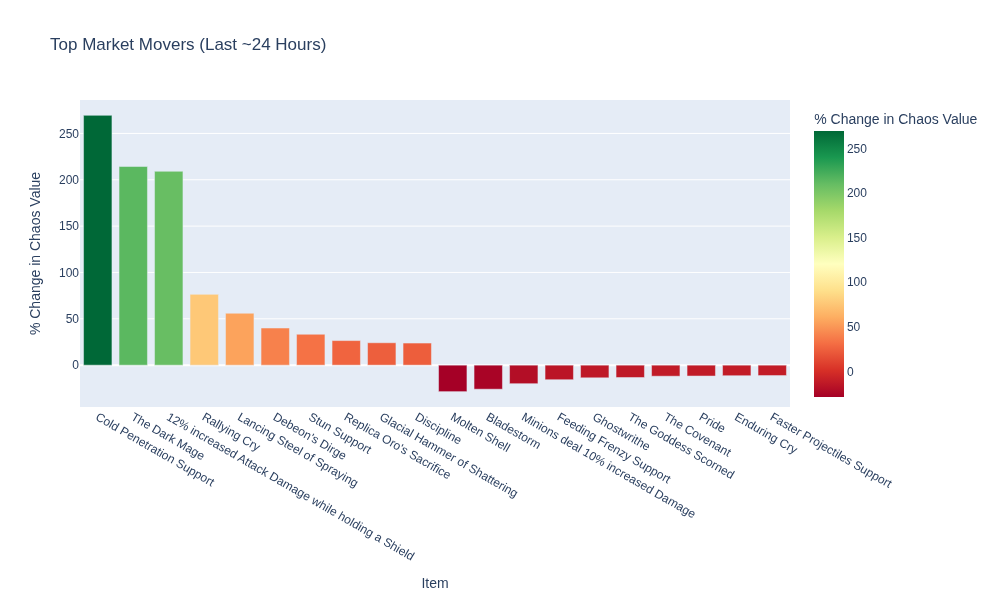 Top Market Movers (Last ~24 Hours)
% Change in Chaos Value
250
200
150
100
50
0
Cold Penetration Support
The Dark Mage
12% increased Attack Damage while holding a Shield
Rallying Cry
Lancing Steel of Spraying
Debeon's Dirge
Stun Support
Replica Oro's Sacrifice
Glacial Hammer of Shattering
Discipline
Molten Shell
Bladestorm
Minions deal 10% increased Damage
Feeding Frenzy Support
Ghostwrithe
The Goddess Scorned
The Covenant
Pride
Enduring Cry
Faster Projectiles Support
Item
% Change in Chaos Value
250
200
150
100
50
0